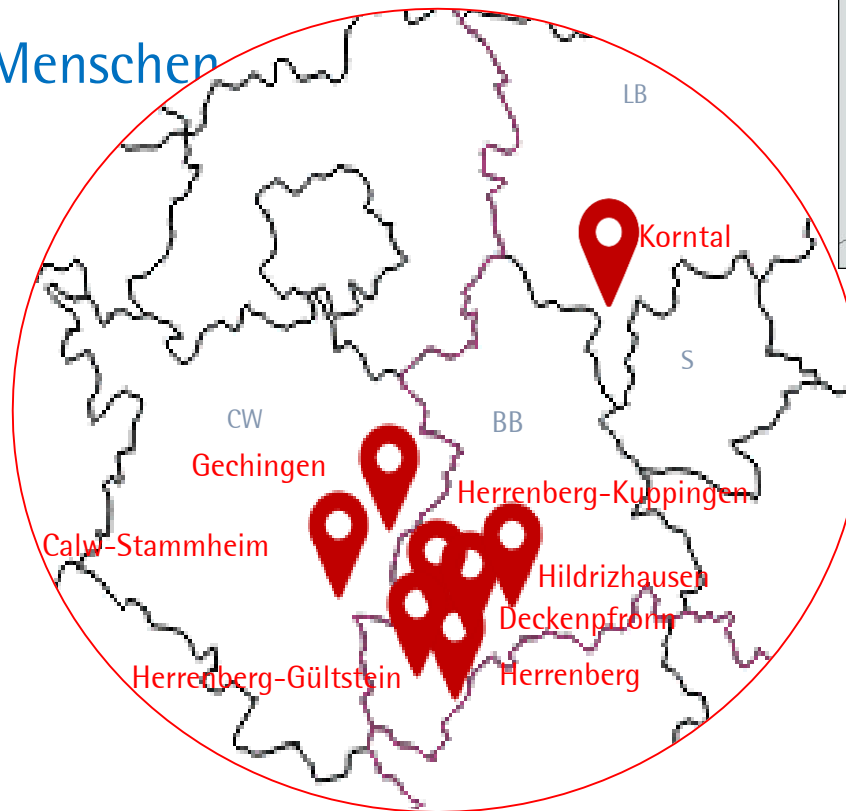 Menschen
LB
Korntal
S
CW
BB
Gechingen
Herrenberg-Kuppingen
Calw-Stammheim
Hildrizhausen
Deckenpfronn
Herrenberg-Gültstein
Herrenberg